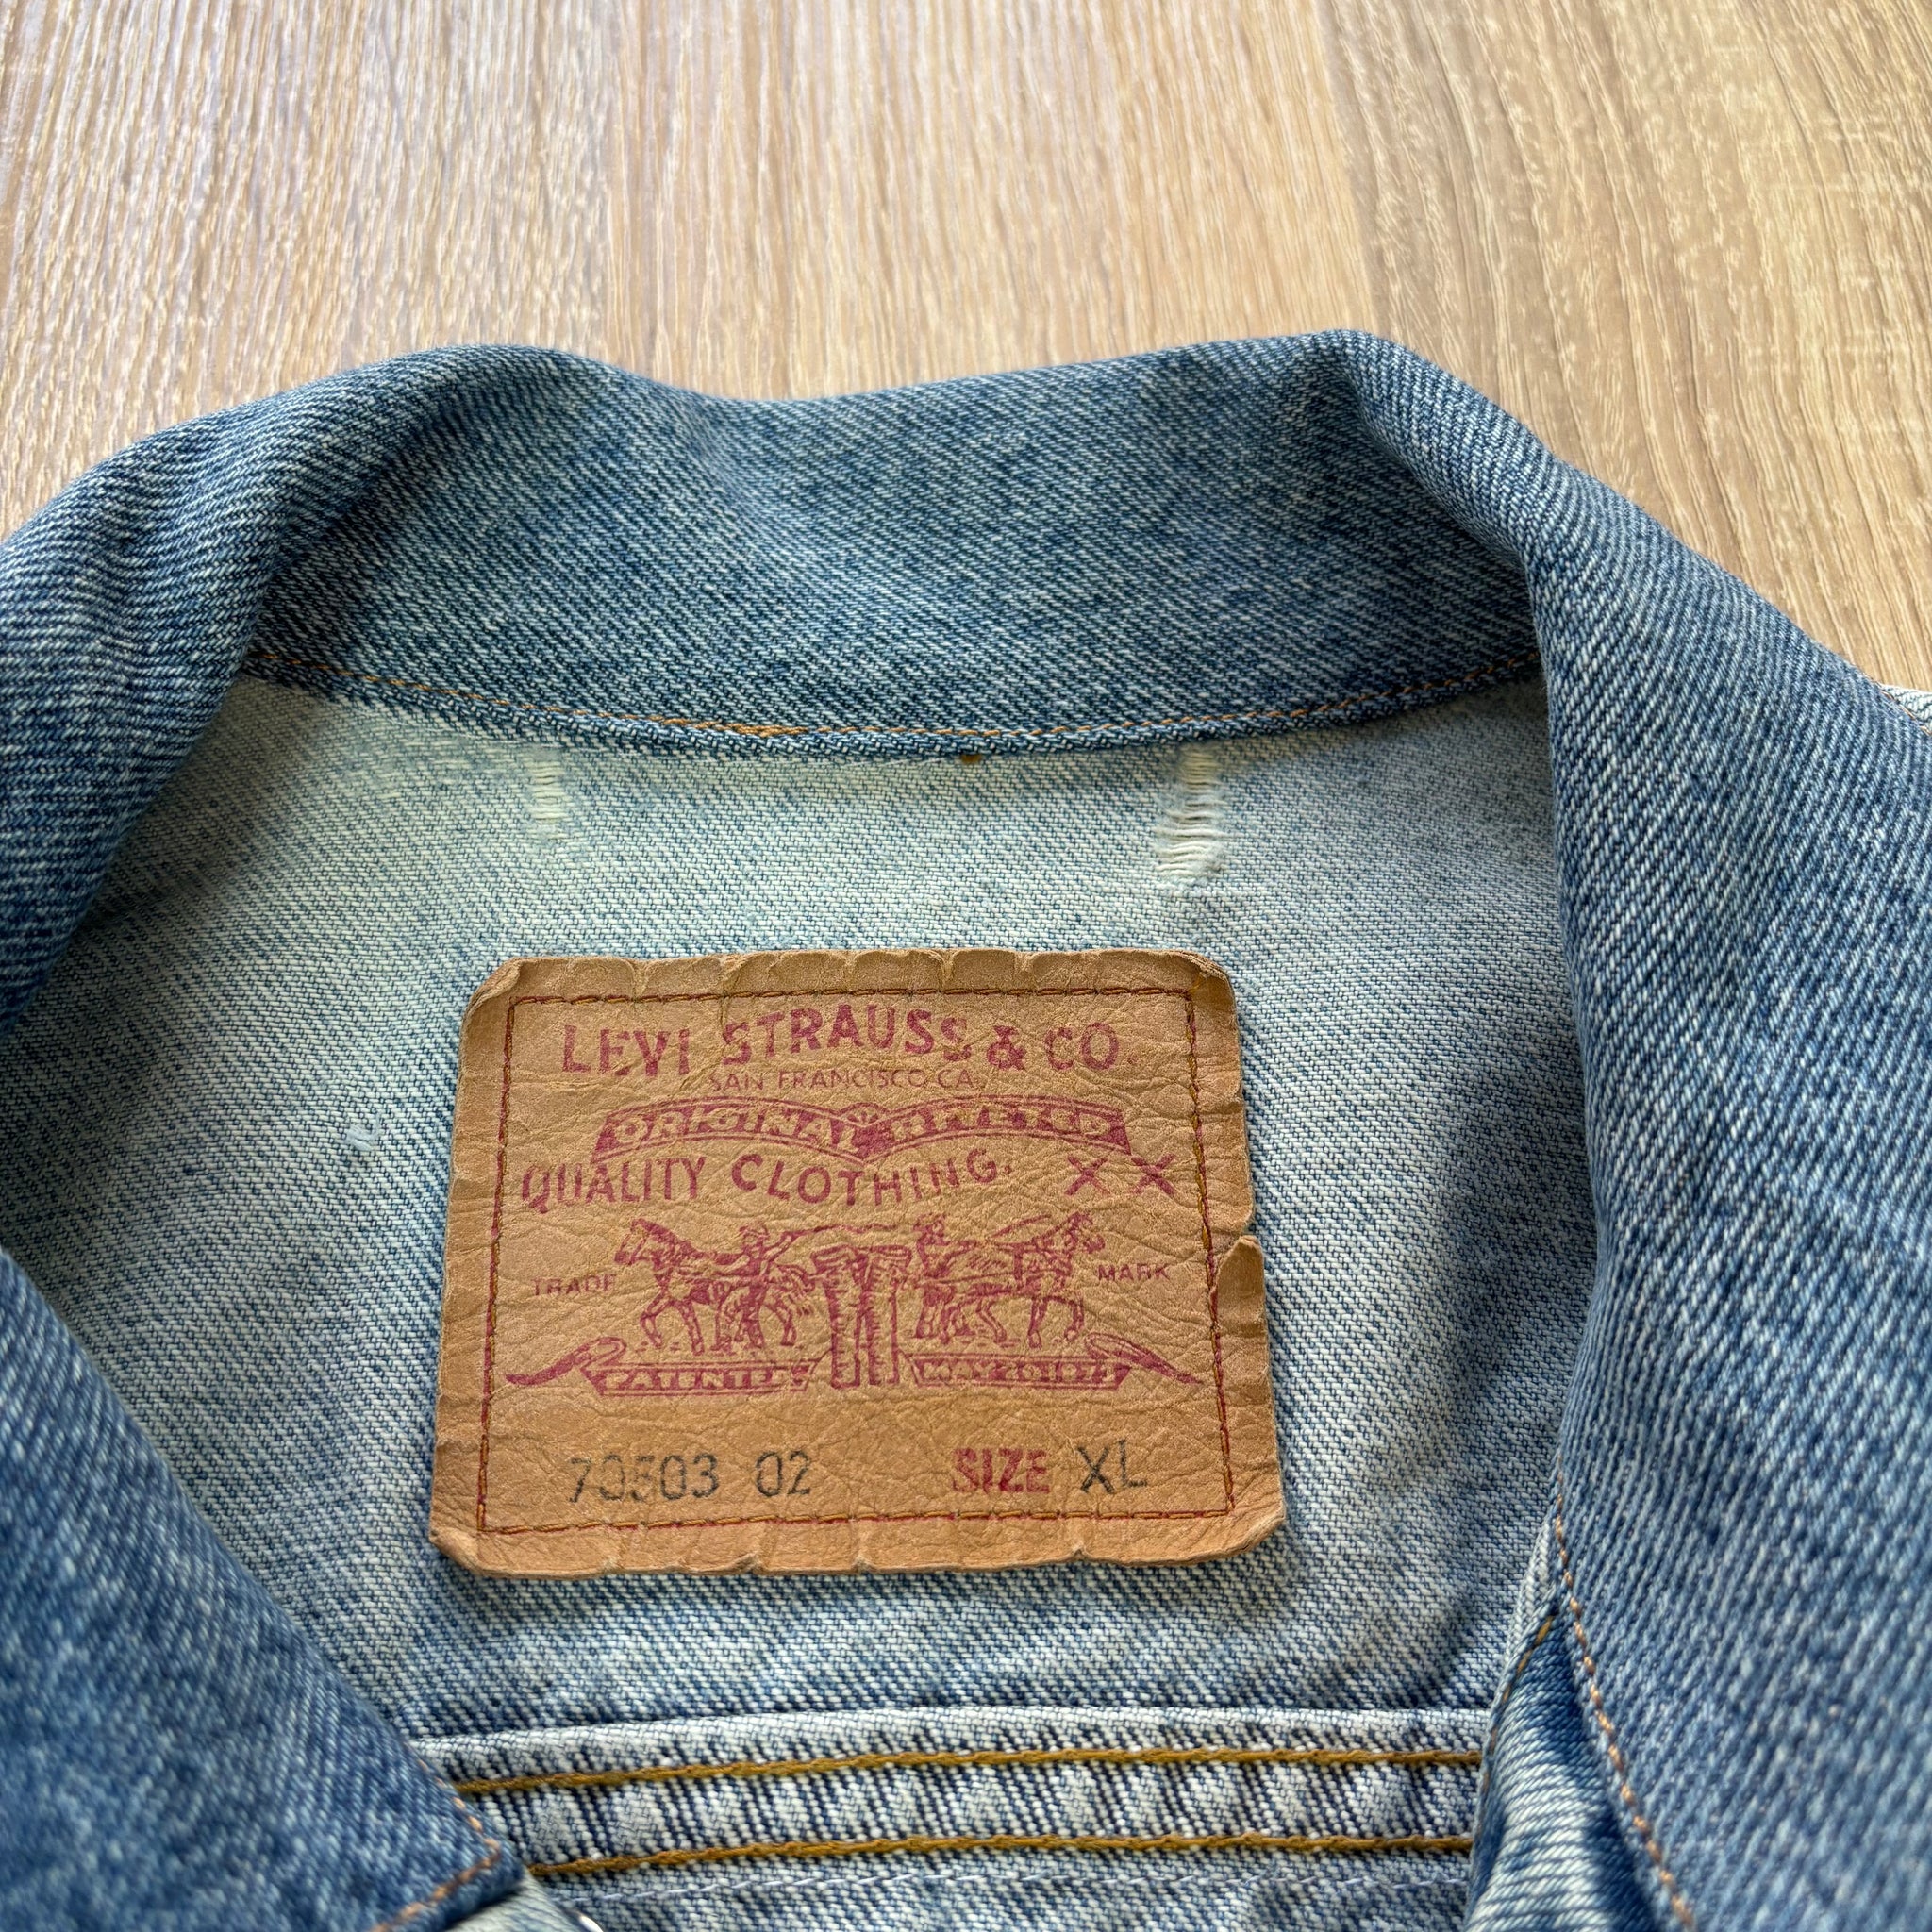 LEVI STRAUSS & CO.
SAN FRANCISCO CA.
ORIGINAL RIVETED
QUALITY CLOTHING. XX
TRADE MARK
PATENTED MAY 20 1873
70503 02 SIZE XL